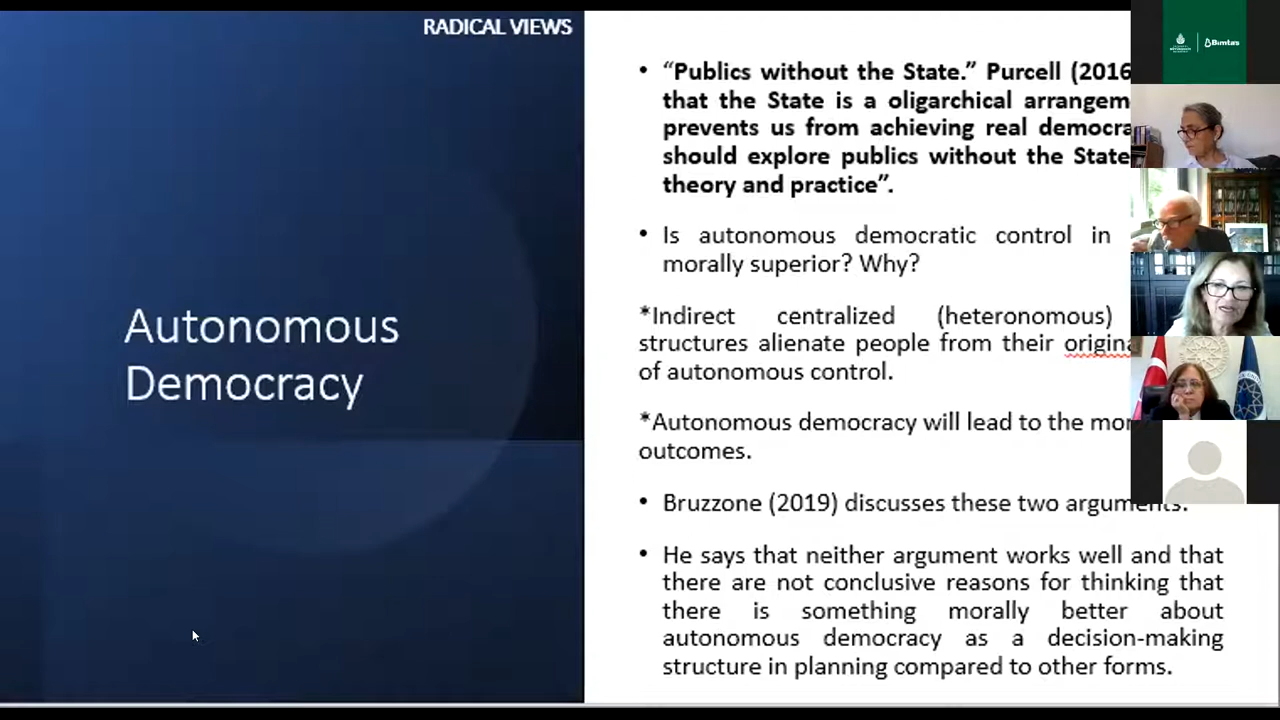 RADICAL VIEWS
Autonomous
Democracy
• “Publics without the State.” Purcell (2016
that the State is a oligarchical arrangem
prevents us from achieving real democra
should explore publics without the State
theory and practice”.
• Is autonomous democratic control in
morally superior? Why?
*Indirect centralized (heteronomous)
structures alienate people from their origina
of autonomous control.
*Autonomous democracy will lead to the mor
outcomes.
• Bruzzone (2019) discusses these two arguments.
• He says that neither argument works well and that
there are not conclusive reasons for thinking that
there is something morally better about
autonomous democracy as a decision-making
structure in planning compared to other forms.
Bimtaş